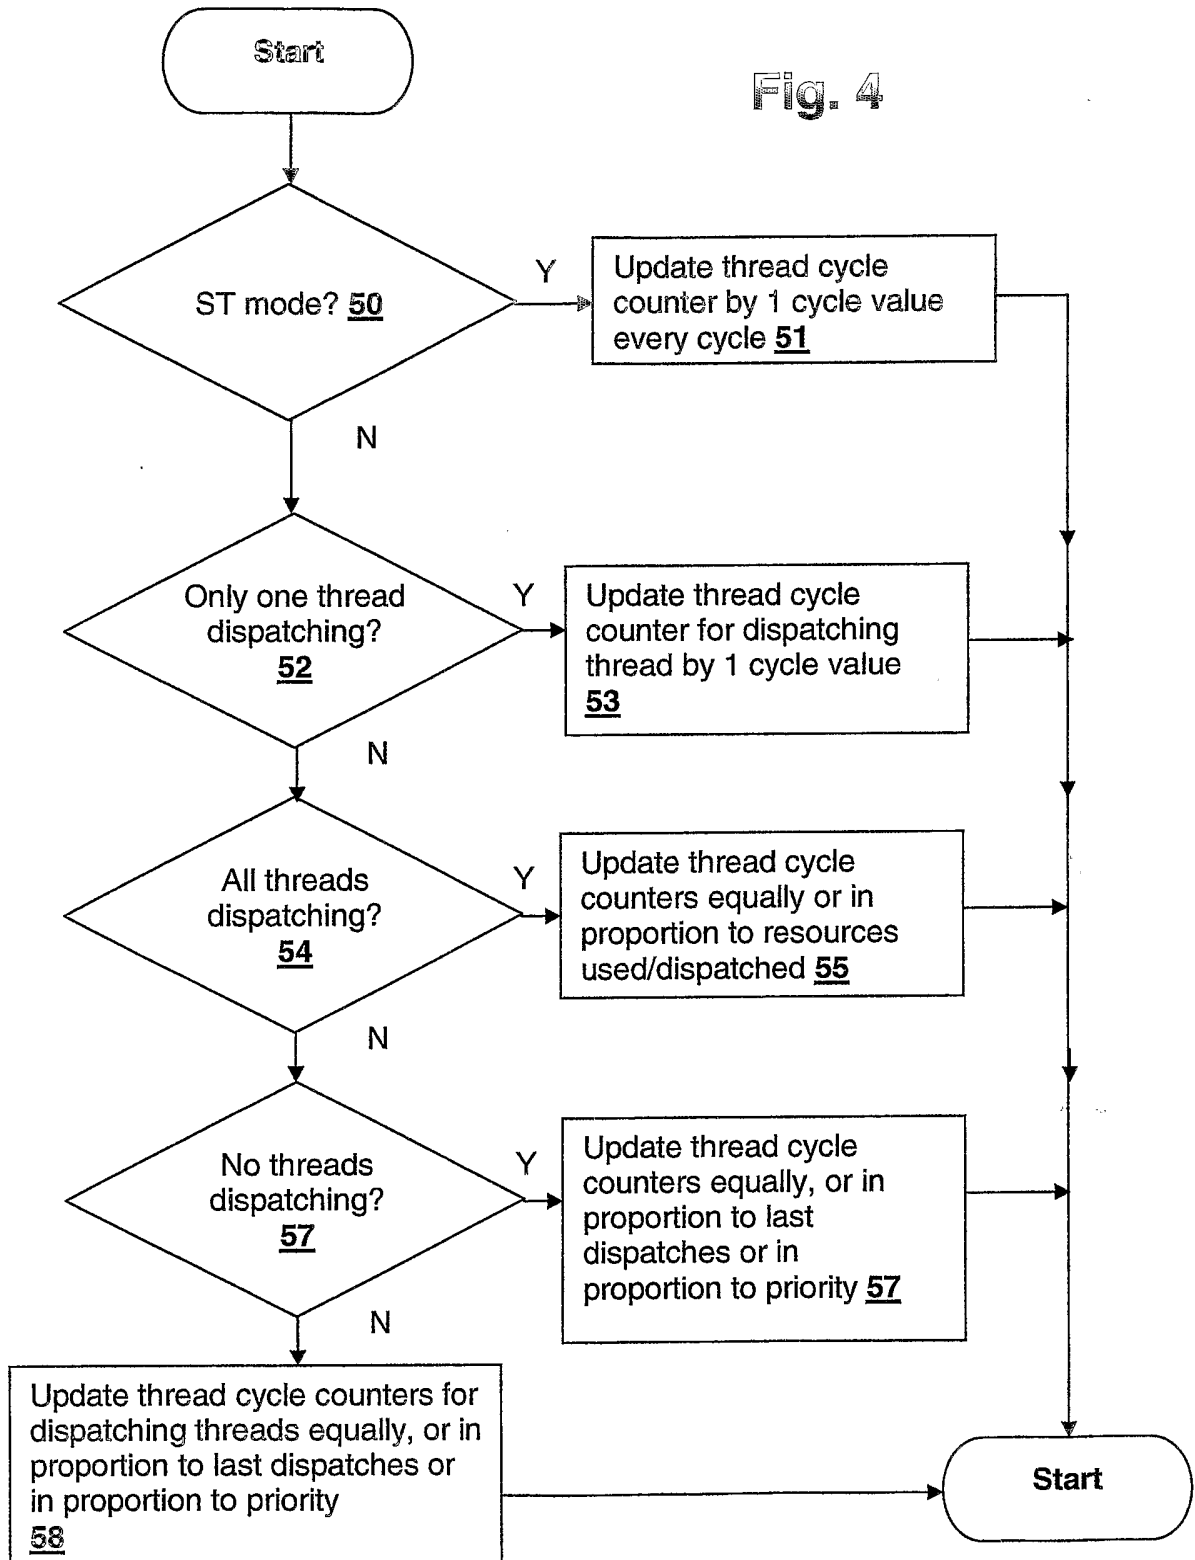 Start
Fig. 4
ST mode? 50
Y
Update thread cycle
counter by 1 cycle value
every cycle 51
N
Only one thread
dispatching?
52
Y
Update thread cycle
counter for dispatching
thread by 1 cycle value
53
N
All threads
dispatching?
54
Y
Update thread cycle
counters equally or in
proportion to resources
used/dispatched 55
N
No threads
dispatching?
57
Y
Update thread cycle
counters equally, or in
proportion to last
dispatches or in
proportion to priority 57
N
Update thread cycle counters for
dispatching threads equally, or in
proportion to last dispatches or
in proportion to priority
58
Start